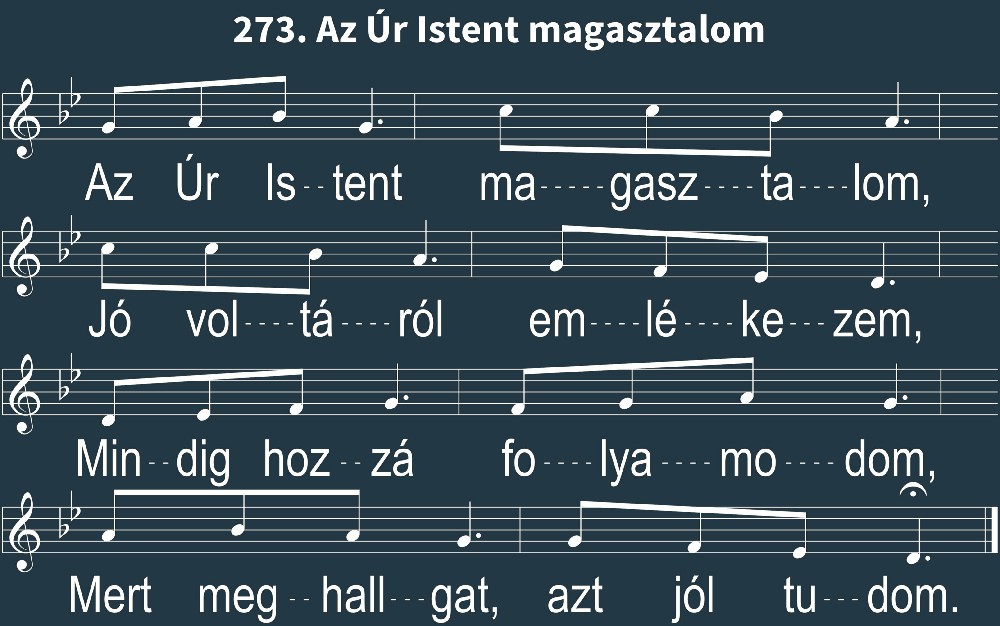 273. Az Úr Istent magasztalom
Az Úr Is--tent ma-----gasz----ta----lom,
Jó vol----tá----ról em----lé----ke---zem,
Min--dig hoz--zá fo----lya----mo----dom,
Mert meg--hall---gat, azt jól tu---dom.